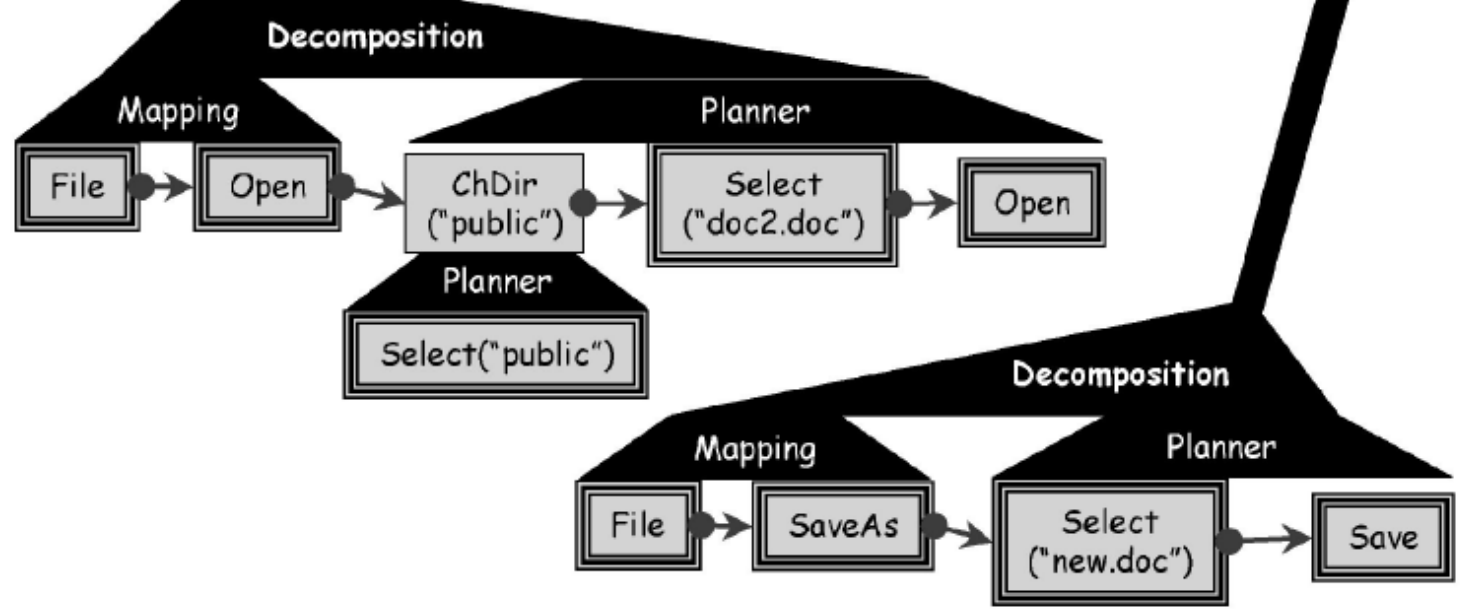 Decomposition
Mapping
Planner
File
Open
ChDir
(“public”)
Select
(“doc2.doc”)
Open
Planner
Select(“public”)
Decomposition
Mapping
Planner
File
SaveAs
Select
(“new.doc”)
Save